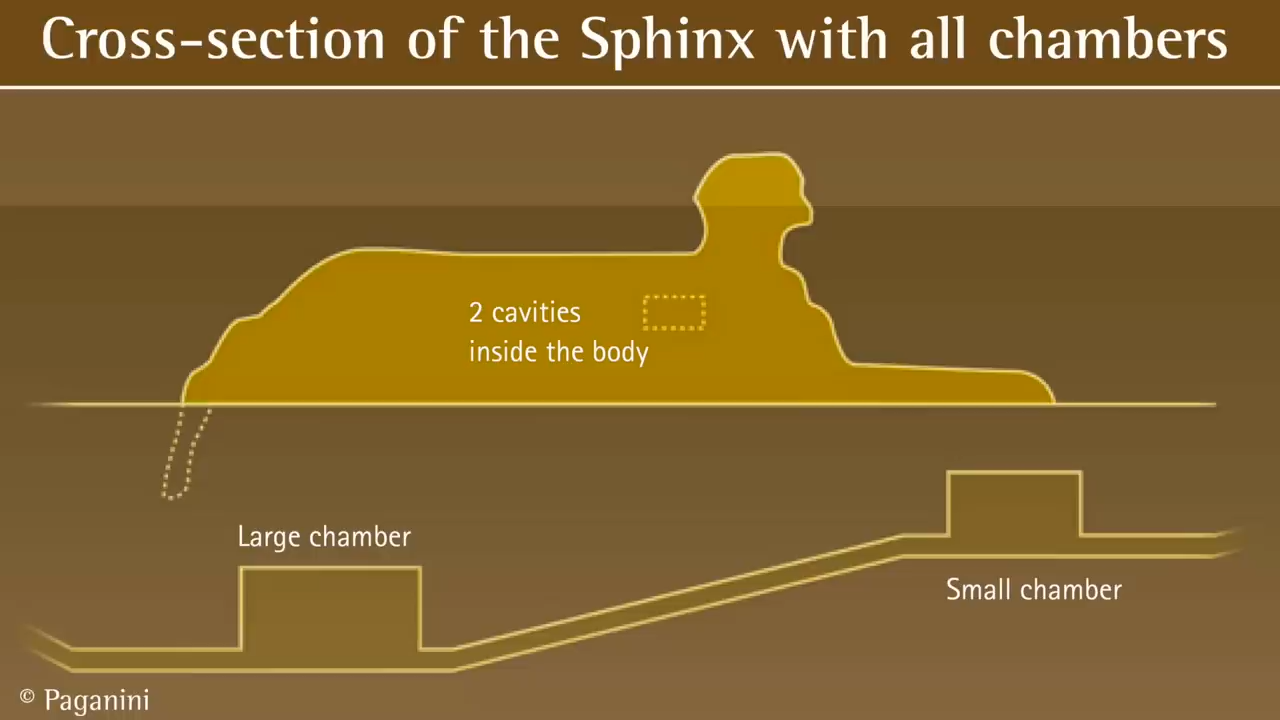 Cross-section of the Sphinx with all chambers
2 cavities
inside the body
Large chamber
Small chamber
© Paganini